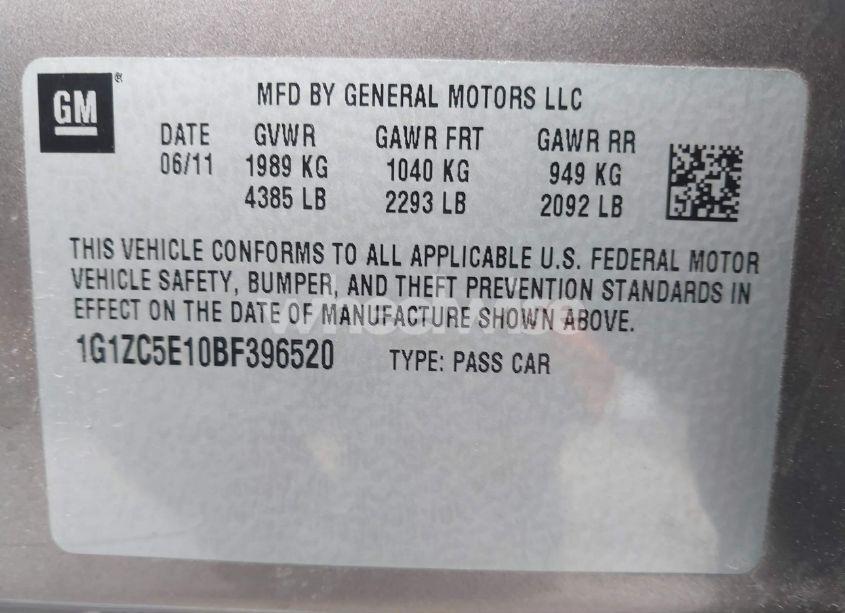 GM®
MFD BY GENERAL MOTORS LLC
DATE GVWR GAWR FRT GAWR RR
06/11 1989 KG 1040 KG 949 KG
4385 LB 2293 LB 2092 LB
THIS VEHICLE CONFORMS TO ALL APPLICABLE U.S. FEDERAL MOTOR
VEHICLE SAFETY, BUMPER, AND THEFT PREVENTION STANDARDS IN
EFFECT ON THE DATE OF MANUFACTURE SHOWN ABOVE.
1G1ZC5E10BF396520 TYPE: PASS CAR